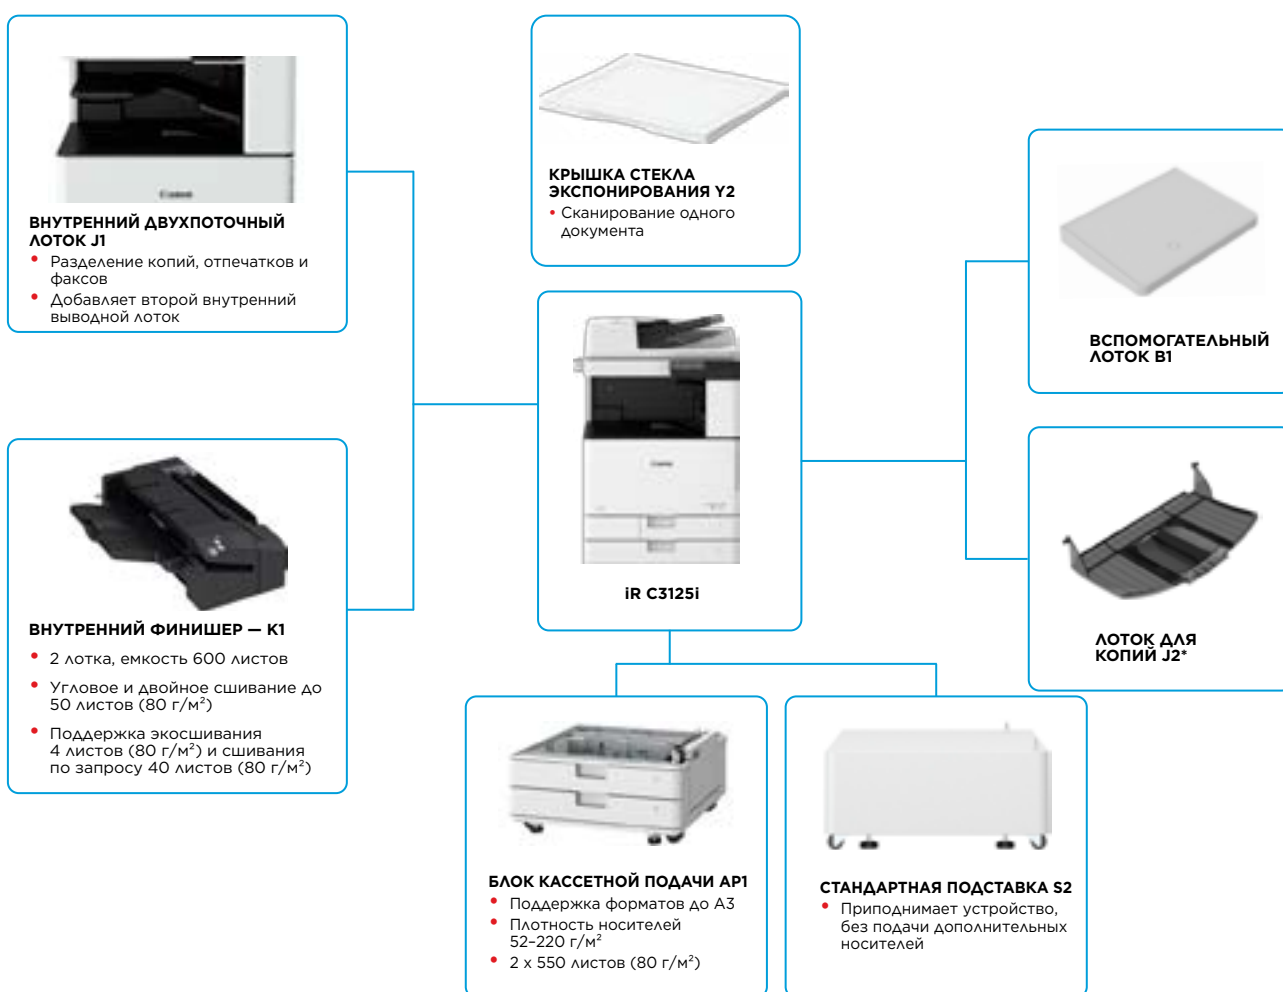 Canon
ВНУТРЕННИЙ ДВУХПОТОЧНЫЙ
ЛОТОК J1
• Разделение копий, отпечатков и
факсов
• Добавляет второй внутренний
выводной лоток
КРЫШКА СТЕКЛА
ЭКСПОНИРОВАНИЯ Y2
• Сканирование одного
документа
ВСПОМОГАТЕЛЬНЫЙ
ЛОТОК B1
Canon
iR C3125i
ВНУТРЕННИЙ ФИНИШЕР — K1
• 2 лотка, емкость 600 листов
• Угловое и двойное сшивание до
50 листов (80 г/м²)
• Поддержка экосшивания
4 листов (80 г/м²) и сшивания
по запросу 40 листов (80 г/м²)
ЛОТОК ДЛЯ
КОПИЙ J2*
БЛОК КАССЕТНОЙ ПОДАЧИ AP1
• Поддержка форматов до A3
• Плотность носителей
52–220 г/м²
• 2 x 550 листов (80 г/м²)
СТАНДАРТНАЯ ПОДСТАВКА S2
• Приподнимает устройство,
без подачи дополнительных
носителей